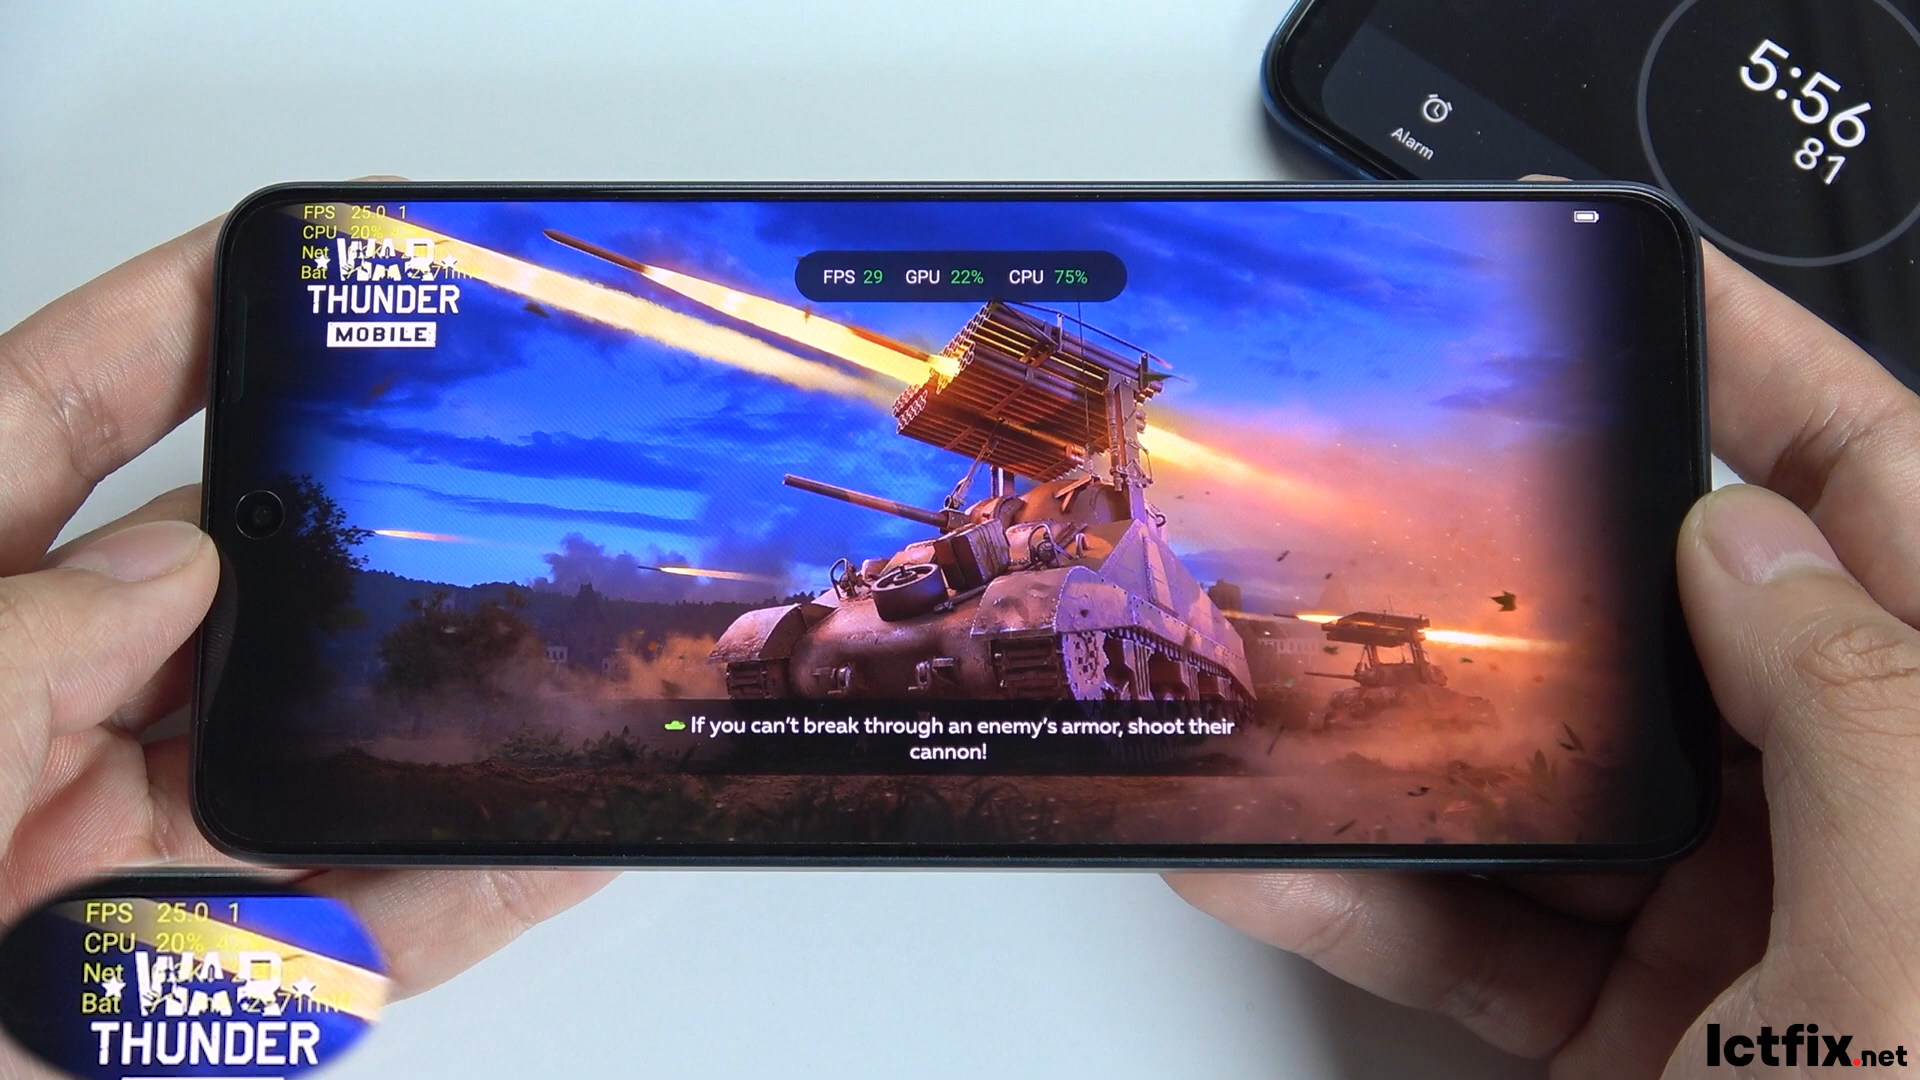 5:56
81
Alarm
FPS 25.0 1
CPU 20%
Net
Bat
WAR
THUNDER
MOBILE
FPS 29 GPU 22% CPU 75%
If you can't break through an enemy's armor, shoot their
cannon!
FPS 25.0 1
CPU 20%
Net
Bat
WAR
THUNDER
Ictfix.net